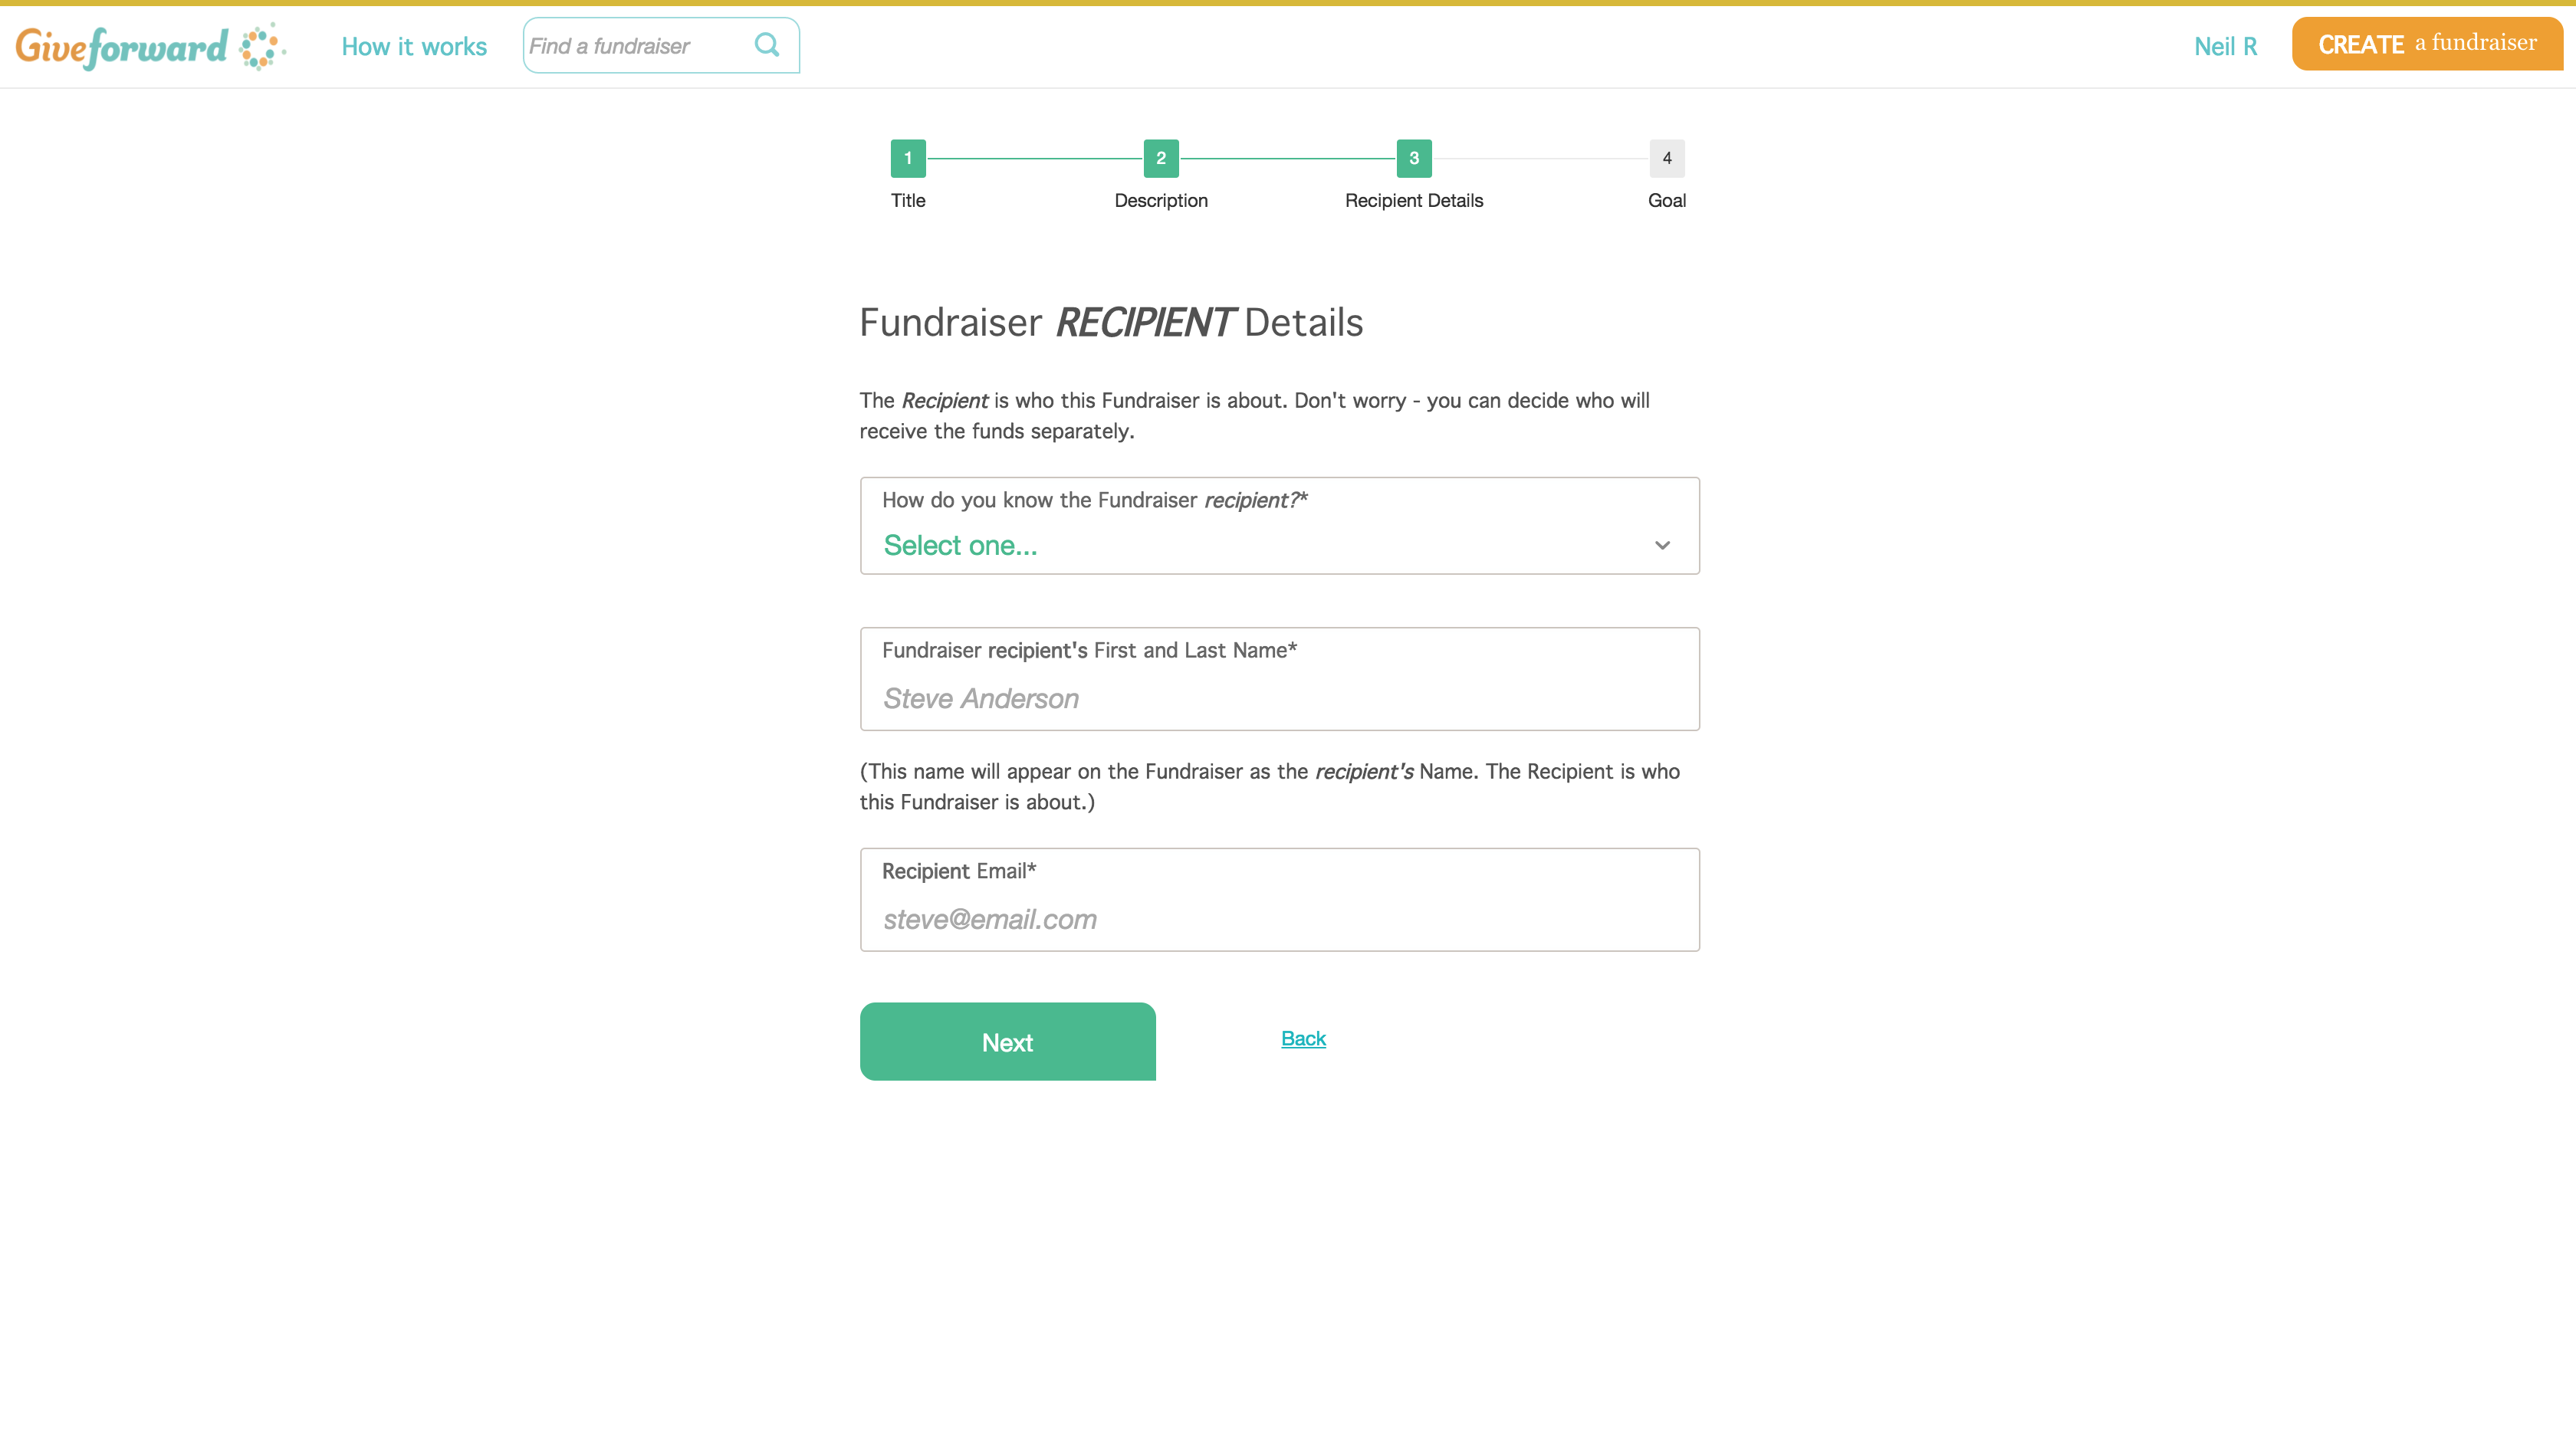 Giveforward
How it works
Find a fundraiser
Neil R
CREATE a fundraiser
1
2
3
4
Title
Description
Recipient Details
Goal
Fundraiser RECIPIENT Details
The Recipient is who this Fundraiser is about. Don't worry - you can decide who will
receive the funds separately.
How do you know the Fundraiser recipient?*
Select one...
Fundraiser recipient's First and Last Name*
Steve Anderson
(This name will appear on the Fundraiser as the recipient's Name. The Recipient is who
this Fundraiser is about.)
Recipient Email*
steve@email.com
Next
Back